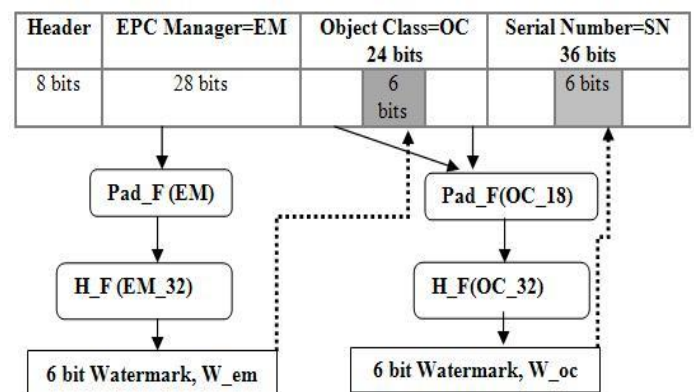 Header
EPC Manager=EM
Object Class=OC
24 bits
Serial Number=SN
36 bits
8 bits
28 bits
6
bits
6 bits
Pad_F (EM)
Pad_F(OC_18)
H_F (EM_32)
H_F(OC_32)
6 bit Watermark, W_em
6 bit Watermark, W_oc